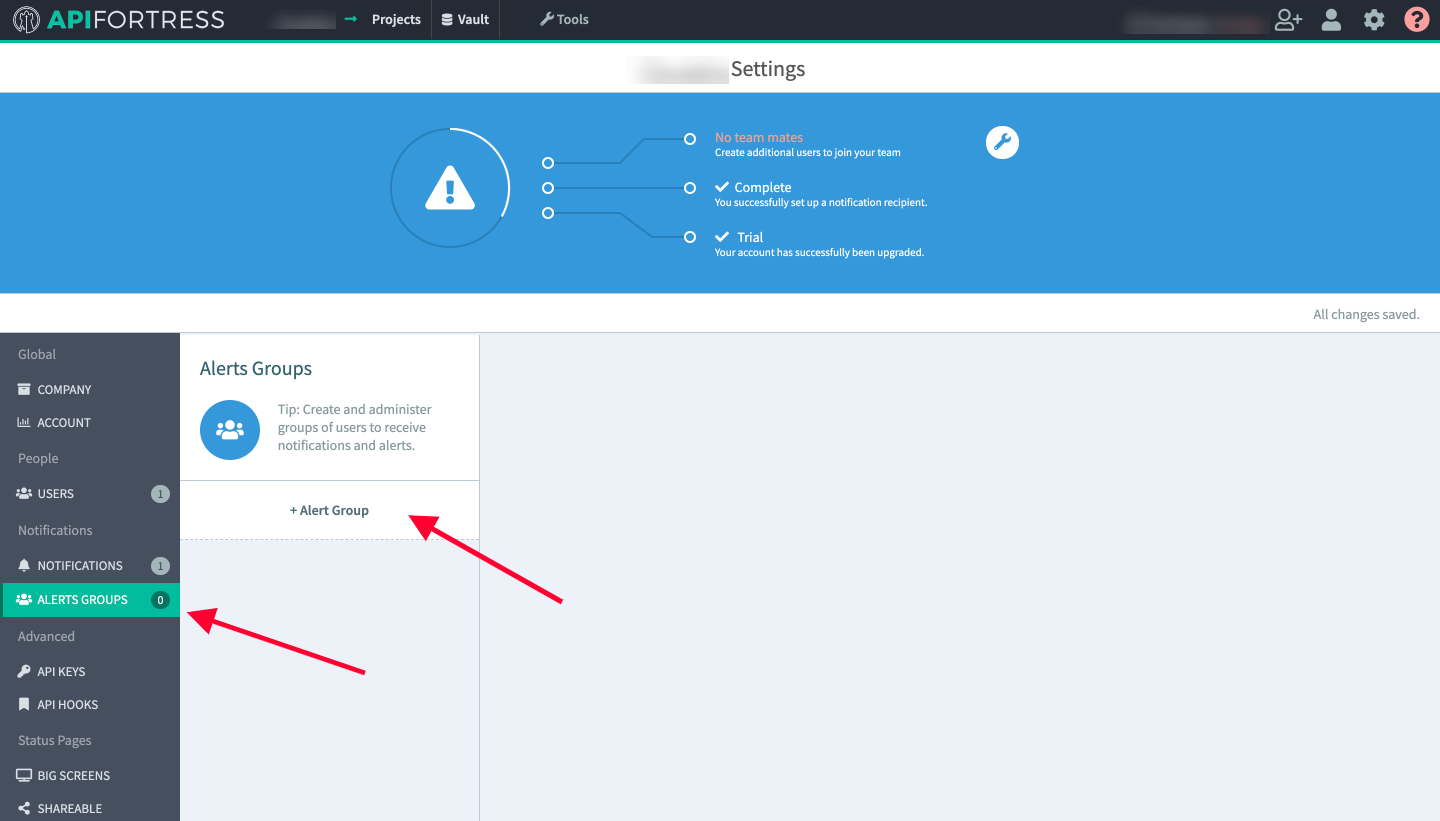 APIFORTRESS
Projects
Vault
Tools
Settings
No team mates
Create additional users to join your team
Complete
You successfully set up a notification recipient.
Trial
Your account has successfully been upgraded.
All changes saved.
Global
COMPANY
ACCOUNT
People
USERS 1
Notifications
NOTIFICATIONS 1
ALERTS GROUPS 0
Advanced
API KEYS
API HOOKS
Status Pages
BIG SCREENS
SHAREABLE
Alerts Groups
Tip: Create and administer
groups of users to receive
notifications and alerts.
+ Alert Group